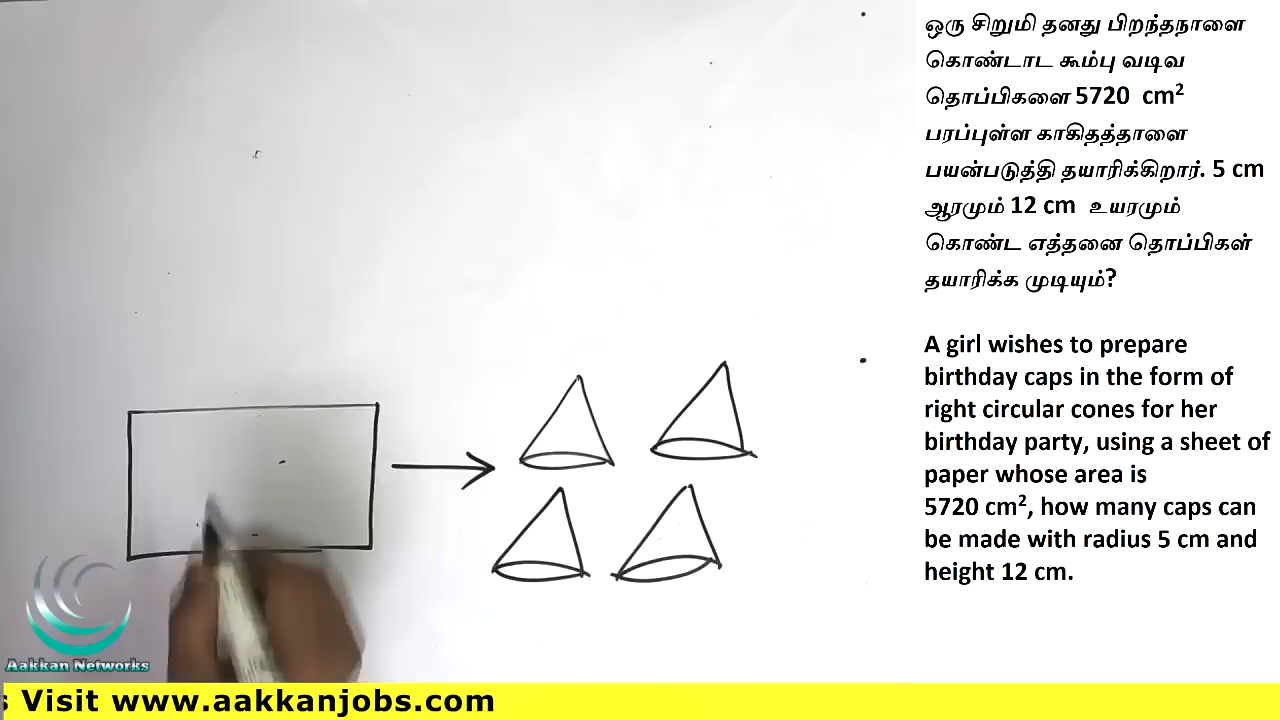 ஒரு சிறுமி தனது பிறந்தநாளை
கொண்டாட கூம்பு வடிவ
தொப்பிகளை 5720 cm²
பரப்புள்ள காகிதத்தாளை
பயன்படுத்தி தயாரிக்கிறார். 5 cm
ஆரமும் 12 cm உயரமும்
கொண்ட எத்தனை தொப்பிகள்
தயாரிக்க முடியும்?
A girl wishes to prepare
birthday caps in the form of
right circular cones for her
birthday party, using a sheet of
paper whose area is
5720 cm², how many caps can
be made with radius 5 cm and
height 12 cm.
Aakkan Networks
s Visit www.aakkanjobs.com